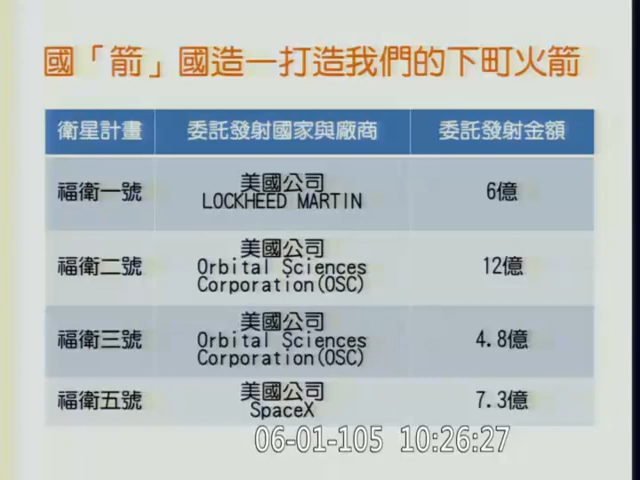 國「箭」國造一打造我們的下町火箭
衛星計畫 委託發射國家與廠商 委託發射金額
福衛一號 美國公司 LOCKHEED MARTIN 6億
福衛二號 美國公司 Orbital Sciences Corporation(OSC) 12億
福衛三號 美國公司 Orbital Sciences Corporation(OSC) 4.8億
福衛五號 美國公司 SpaceX 7.3億
06-01-105 10:26:27